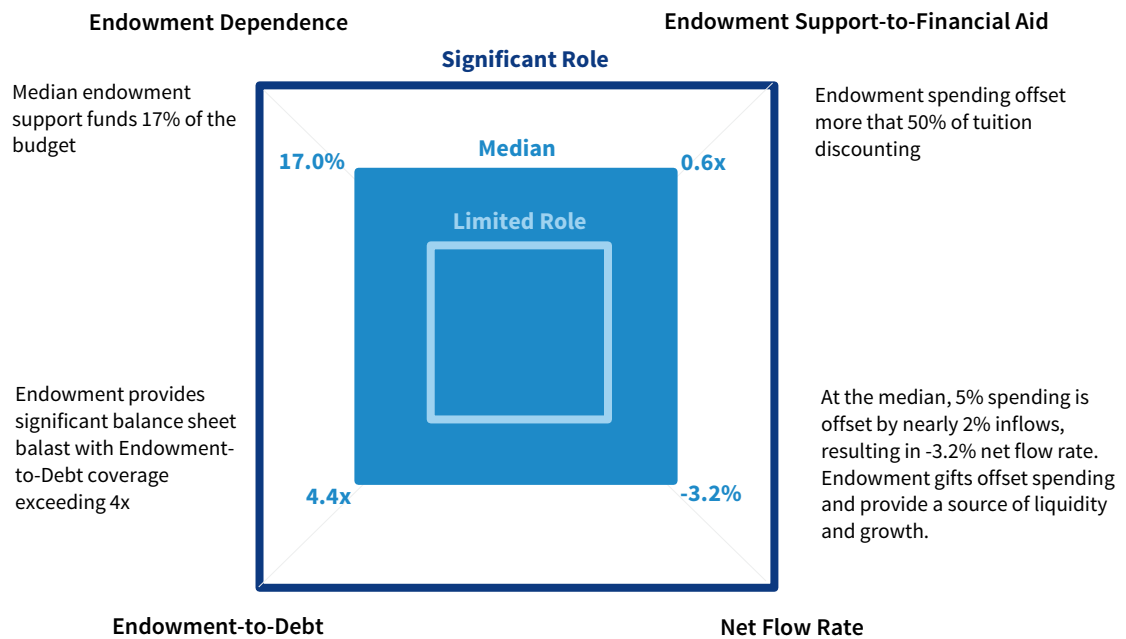 Endowment Dependence
Endowment Support-to-Financial Aid
Significant Role
Median endowment
support funds 17% of the
budget
Endowment spending offset
more that 50% of tuition
discounting
17.0%
Median
0.6x
Limited Role
Endowment provides
significant balance sheet
balast with Endowment-
to-Debt coverage
exceeding 4x
At the median, 5% spending is
offset by nearly 2% inflows,
resulting in -3.2% net flow rate.
Endowment gifts offset spending
and provide a source of liquidity
and growth.
4.4x
-3.2%
Endowment-to-Debt
Net Flow Rate